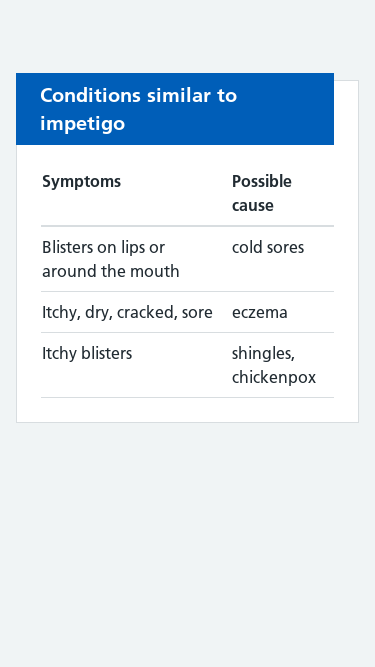 Conditions similar to
impetigo
Symptoms
Possible
cause
Blisters on lips or
around the mouth
cold sores
Itchy, dry, cracked, sore
eczema
Itchy blisters
shingles,
chickenpox